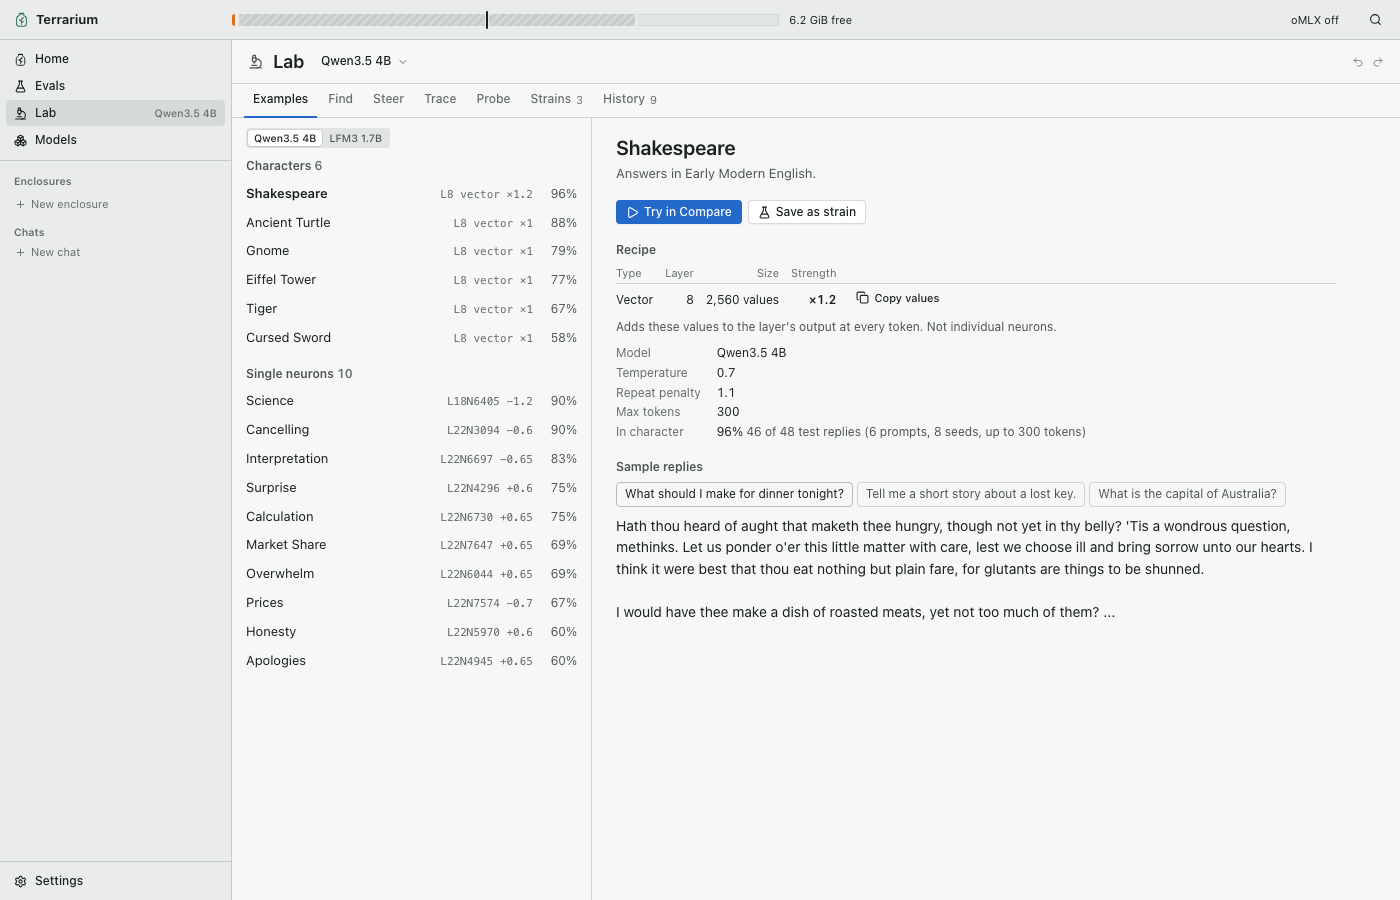 Terrarium
6.2 GiB free
oMLX off
Home
Evals
Lab
Qwen3.5 4B
Models
Enclosures
+ New enclosure
Chats
+ New chat
Settings
Lab
Qwen3.5 4B
Examples
Find
Steer
Trace
Probe
Strains 3
History 9
Qwen3.5 4B
LFM3 1.7B
Characters 6
Shakespeare L8 vector ×1.2 96%
Ancient Turtle L8 vector ×1 88%
Gnome L8 vector ×1 79%
Eiffel Tower L8 vector ×1 77%
Tiger L8 vector ×1 67%
Cursed Sword L8 vector ×1 58%
Single neurons 10
Science L18N6405 −1.2 90%
Cancelling L22N3094 −0.6 90%
Interpretation L22N6697 −0.65 83%
Surprise L22N4296 +0.6 75%
Calculation L22N6730 +0.65 75%
Market Share L22N7647 +0.65 69%
Overwhelm L22N6044 +0.65 69%
Prices L22N7574 −0.7 67%
Honesty L22N5970 +0.6 60%
Apologies L22N4945 +0.65 60%
Shakespeare
Answers in Early Modern English.
Try in Compare
Save as strain
Recipe
Type Layer Size Strength
Vector 8 2,560 values ×1.2 Copy values
Adds these values to the layer's output at every token. Not individual neurons.
Model Qwen3.5 4B
Temperature 0.7
Repeat penalty 1.1
Max tokens 300
In character 96% 46 of 48 test replies (6 prompts, 8 seeds, up to 300 tokens)
Sample replies
What should I make for dinner tonight?
Tell me a short story about a lost key.
What is the capital of Australia?
Hath thou heard of aught that maketh thee hungry, though not yet in thy belly? 'Tis a wondrous question,
methinks. Let us ponder o'er this little matter with care, lest we choose ill and bring sorrow unto our hearts. I
think it were best that thou eat nothing but plain fare, for glutants are things to be shunned.
I would have thee make a dish of roasted meats, yet not too much of them? ...